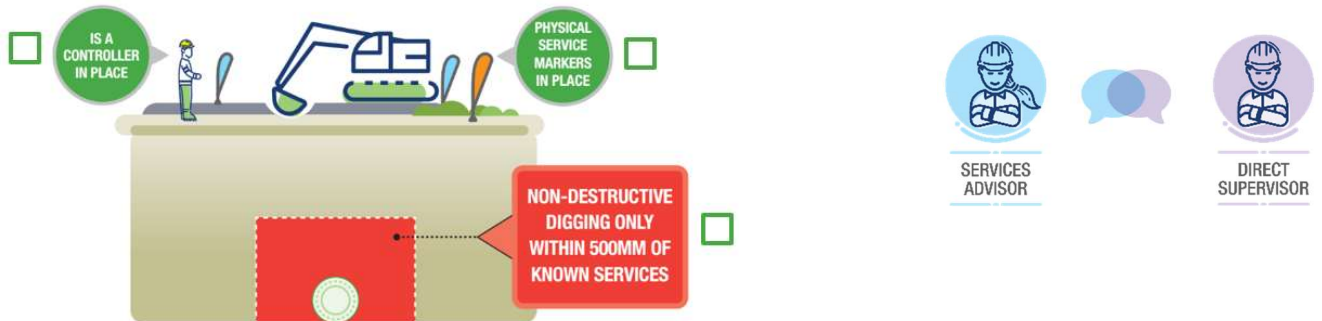 IS A
CONTROLLER
IN PLACE
PHYSICAL
SERVICE
MARKERS
IN PLACE
NON-DESTRUCTIVE
DIGGING ONLY
WITHIN 500MM OF
KNOWN SERVICES
SERVICES
ADVISOR
DIRECT
SUPERVISOR